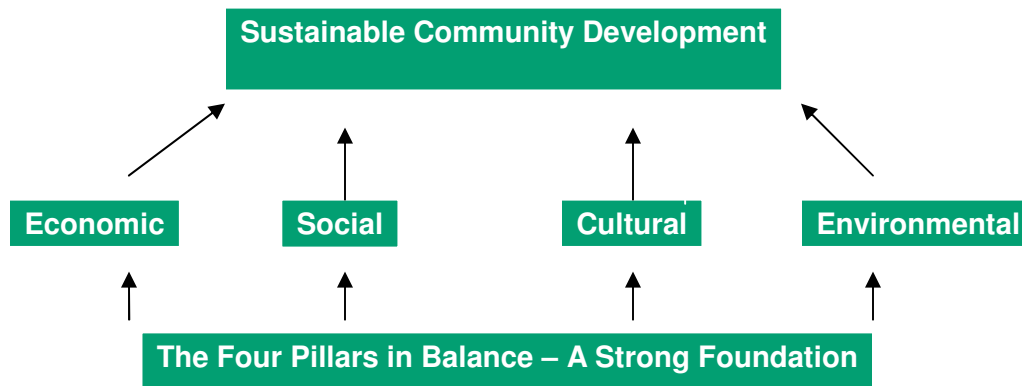 Sustainable Community Development
Economic
Social
Cultural
Environmental
The Four Pillars in Balance – A Strong Foundation